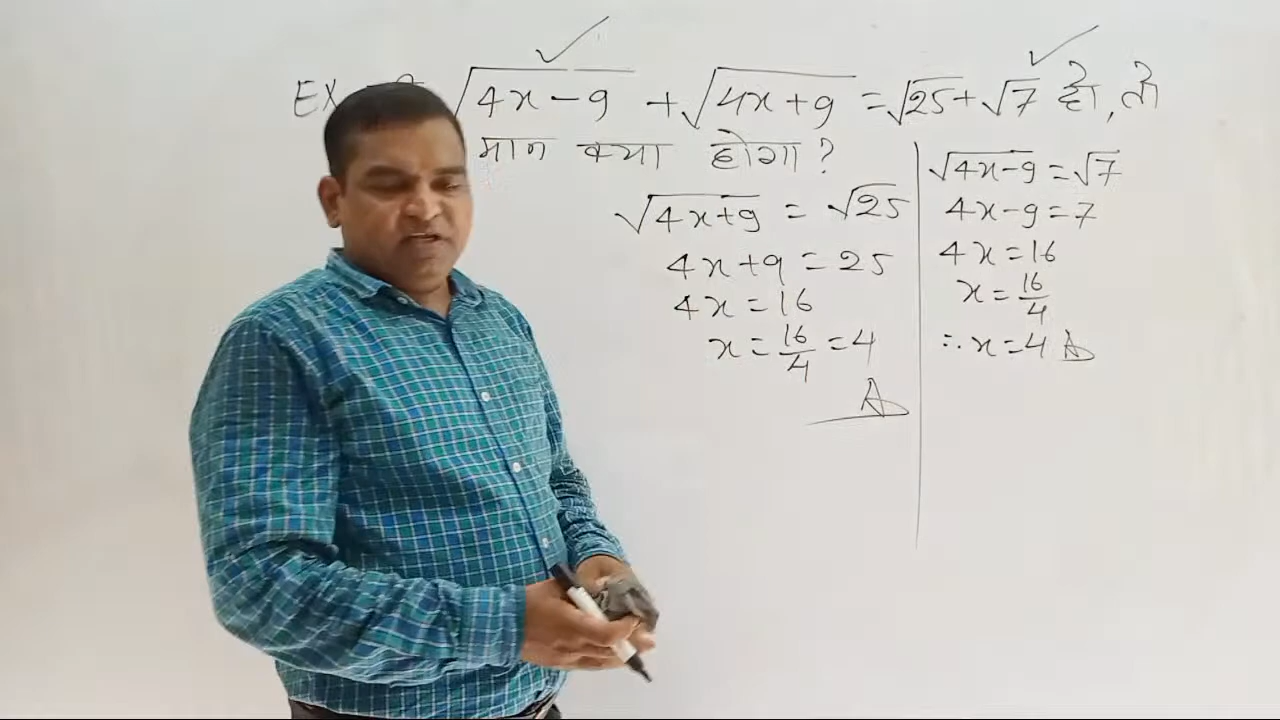 EX √4x-9 + √4x+9 = √25 + √7 हो, तो
मान क्या होगा?
√4x+9 = √25
4x+9 = 25
4x = 16
x = 16/4 = 4
A
√4x-9 = √7
4x-9 = 7
4x = 16
x = 16/4
∴ x = 4 A